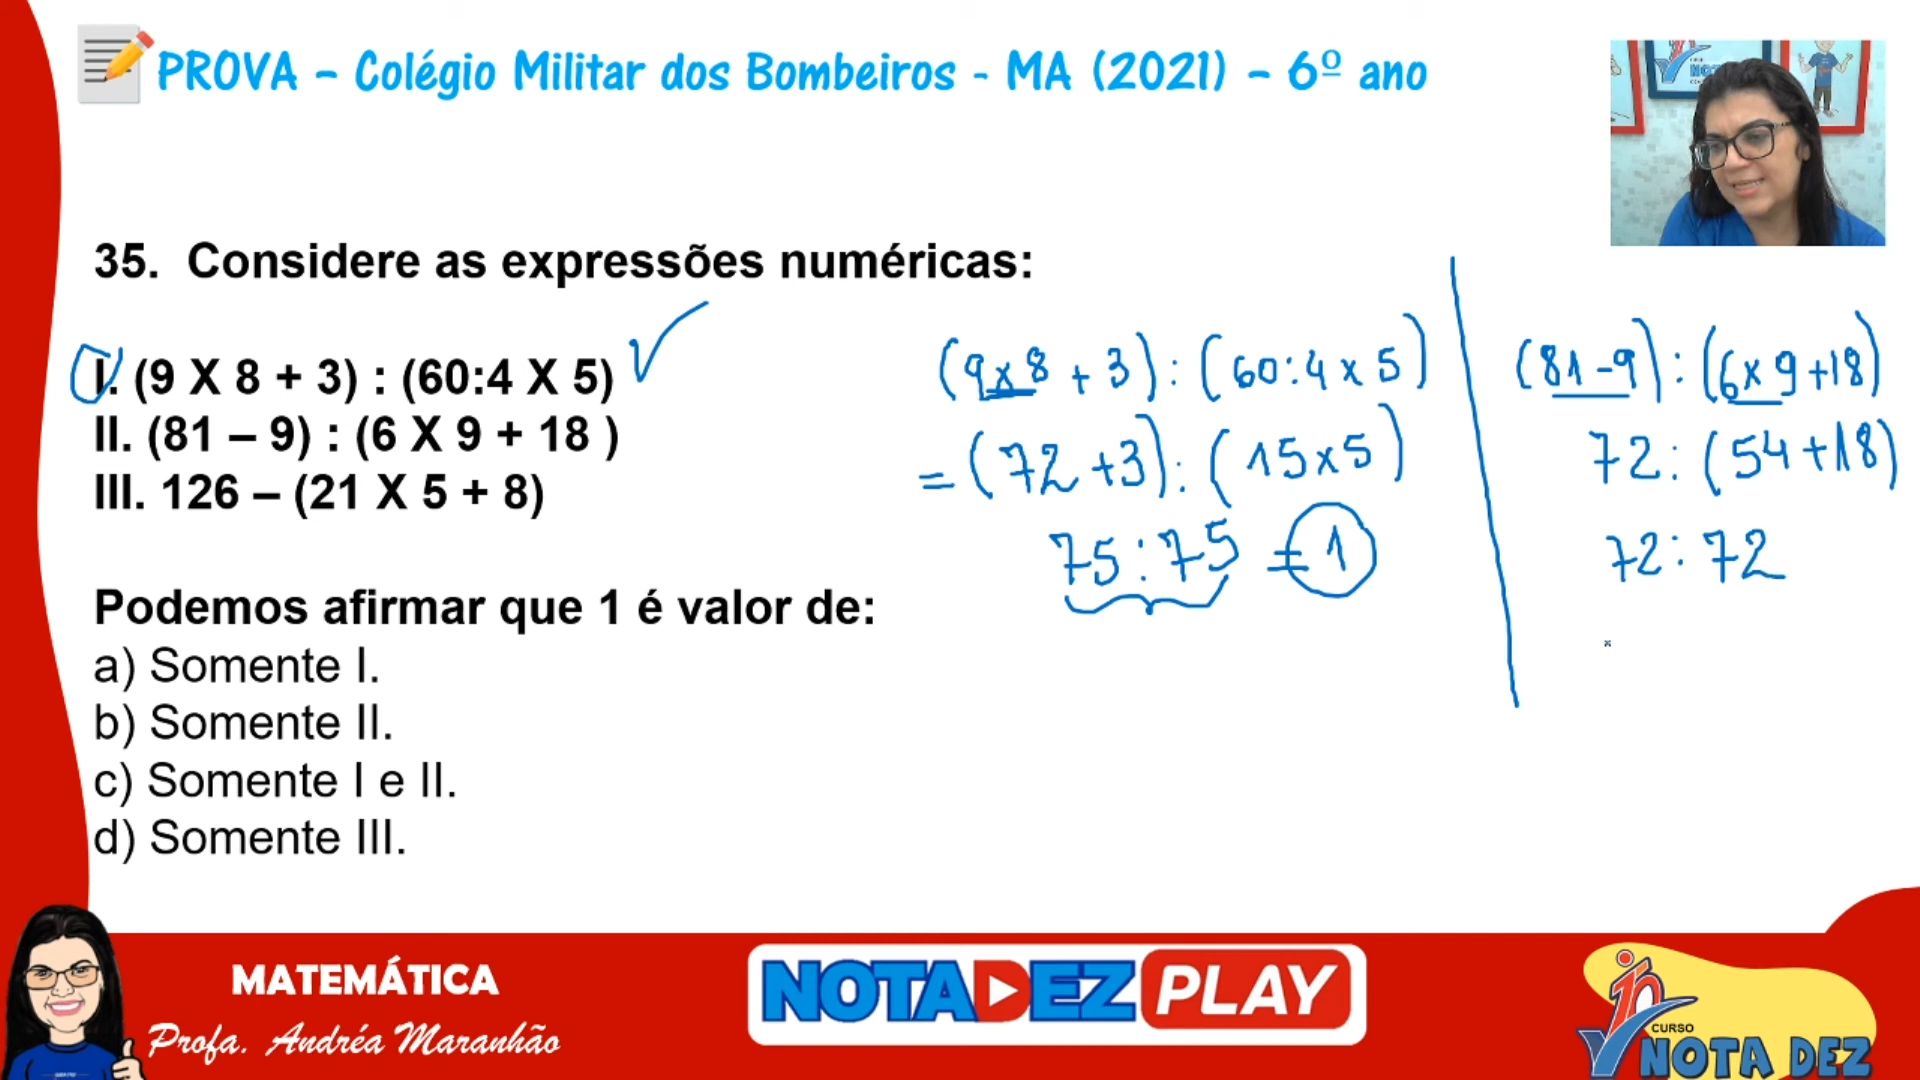 PROVA – Colégio Militar dos Bombeiros - MA (2021) – 6º ano
35. Considere as expressões numéricas:
I. (9 X 8 + 3) : (60:4 X 5)
II. (81 – 9) : (6 X 9 + 18 )
III. 126 – (21 X 5 + 8)
Podemos afirmar que 1 é valor de:
a) Somente I.
b) Somente II.
c) Somente I e II.
d) Somente III.
(9x8 + 3) : (60:4 x 5)
= (72 +3) : (15x5)
75 : 75 = 1
(81-9) : (6x9+18)
72 : (54+18)
72 : 72
MATEMÁTICA
Profa. Andréa Maranhão
NOTADEZ PLAY
CURSO
NOTA DEZ